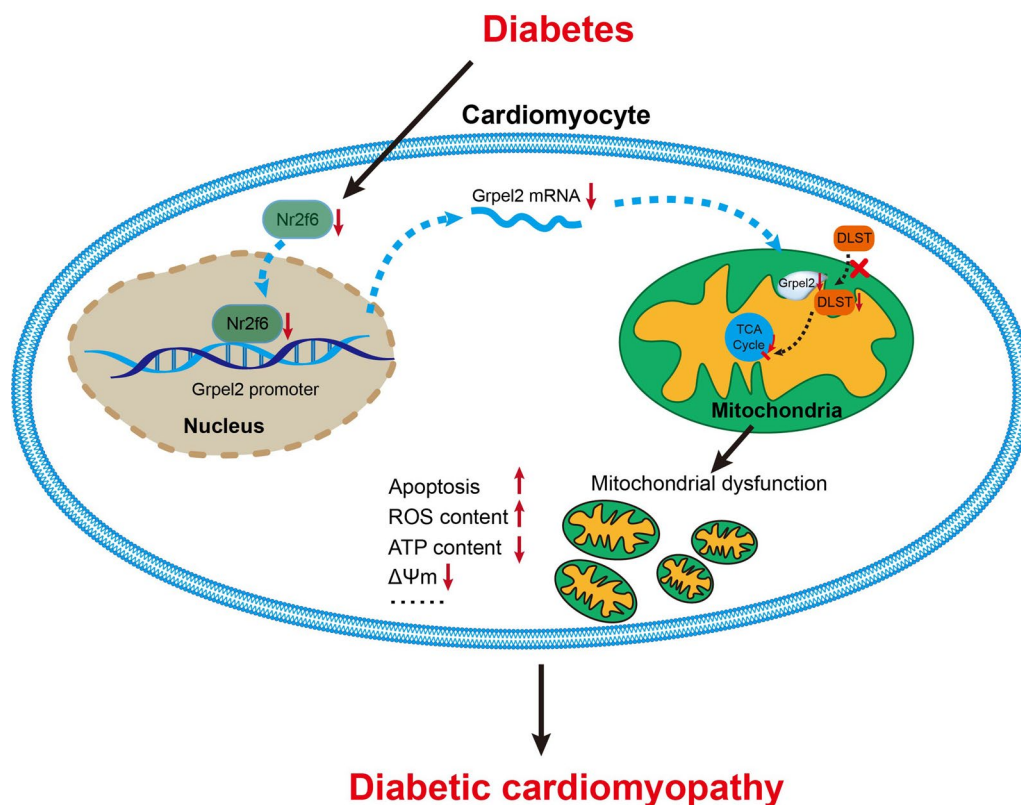 Diabetes
Cardiomyocyte
Nr2f6
Grpel2 mRNA
DLST
Grpel2
DLST
Nr2f6
TCA
Cycle
Grpel2 promoter
Nucleus
Mitochondria
Mitochondrial dysfunction
Apoptosis
ROS content
ATP content
ΔΨm
......
Diabetic cardiomyopathy